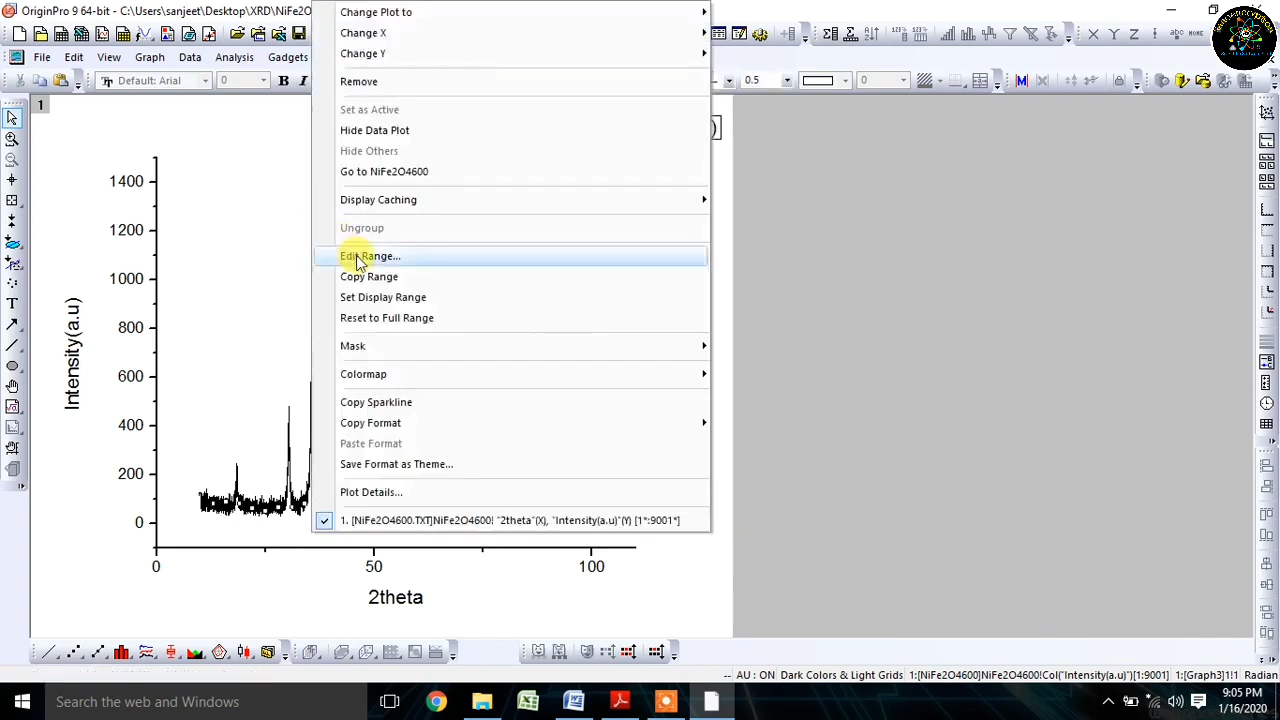 OriginPro 9 64-bit - C:\Users\sanjeet\Desktop\XRD\NiFe2O
File Edit View Graph Data Analysis Gadgets
Default: Arial 0 B I
0.5 0
ABC HOME
1
Change Plot to
Change X
Change Y
Remove
Set as Active
Hide Data Plot
Hide Others
Go to NiFe2O4600
Display Caching
Ungroup
Edit Range...
Copy Range
Set Display Range
Reset to Full Range
Mask
Colormap
Copy Sparkline
Copy Format
Paste Format
Save Format as Theme...
Plot Details...
1. [NiFe2O4600.TXT]NiFe2O4600! "2theta"(X), "Intensity(a.u)"(Y) [1*:9001*]
)
1400
1200
1000
800
600
400
200
0
Intensity(a.u)
0 50 100
2theta
-- AU : ON Dark Colors & Light Grids 1:[NiFe2O4600]NiFe2O4600!Col("Intensity(a.u)")[1:9001] 1:[Graph3]1!1 Radian
Search the web and Windows
9:05 PM
1/16/2020